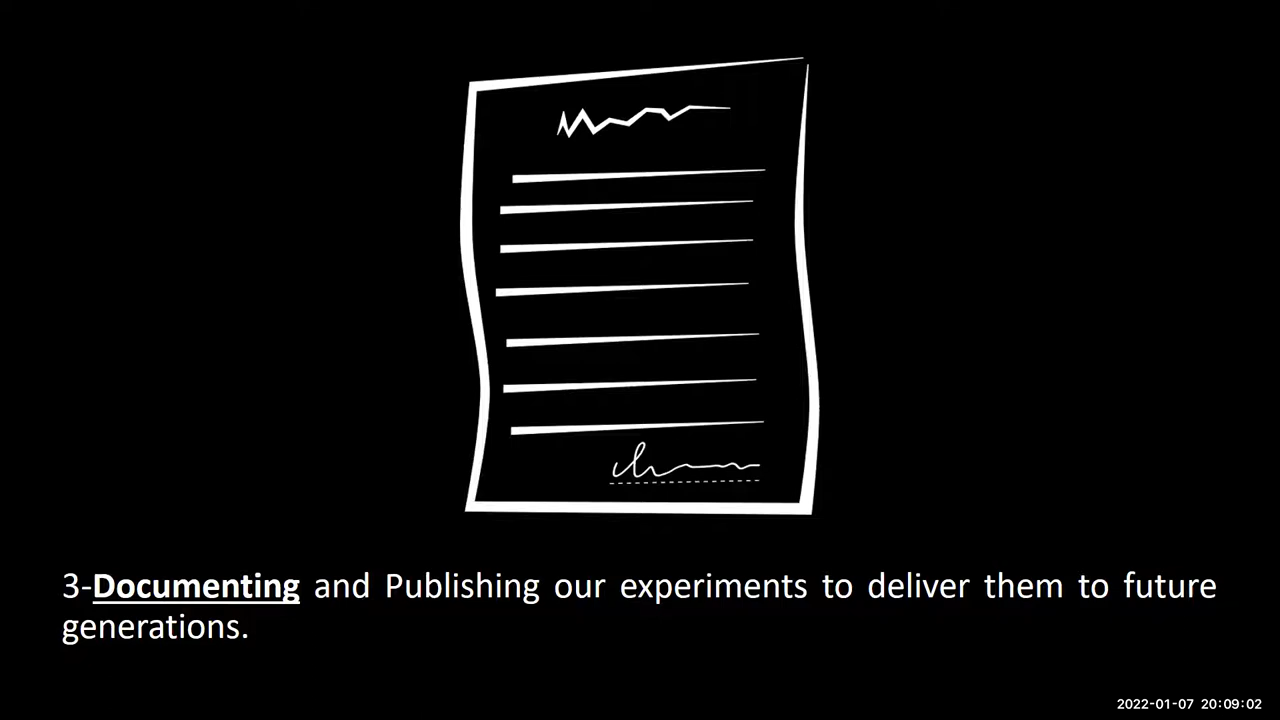 3-Documenting and Publishing our experiments to deliver them to future
generations.
2022-01-07 20:09:02